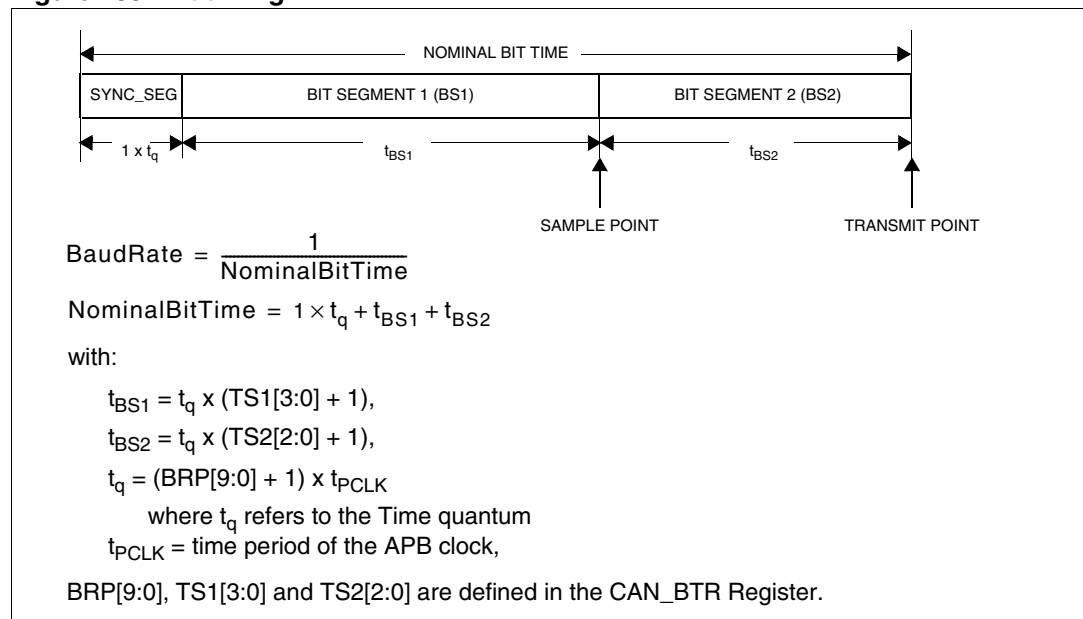 NOMINAL BIT TIME
SYNC_SEG BIT SEGMENT 1 (BS1) BIT SEGMENT 2 (BS2)
1 x tq tBS1 tBS2
SAMPLE POINT TRANSMIT POINT
BaudRate = 1 / NominalBitTime
NominalBitTime = 1 × tq + tBS1 + tBS2
with:
tBS1 = tq x (TS1[3:0] + 1),
tBS2 = tq x (TS2[2:0] + 1),
tq = (BRP[9:0] + 1) x tPCLK
where tq refers to the Time quantum
tPCLK = time period of the APB clock,
BRP[9:0], TS1[3:0] and TS2[2:0] are defined in the CAN_BTR Register.